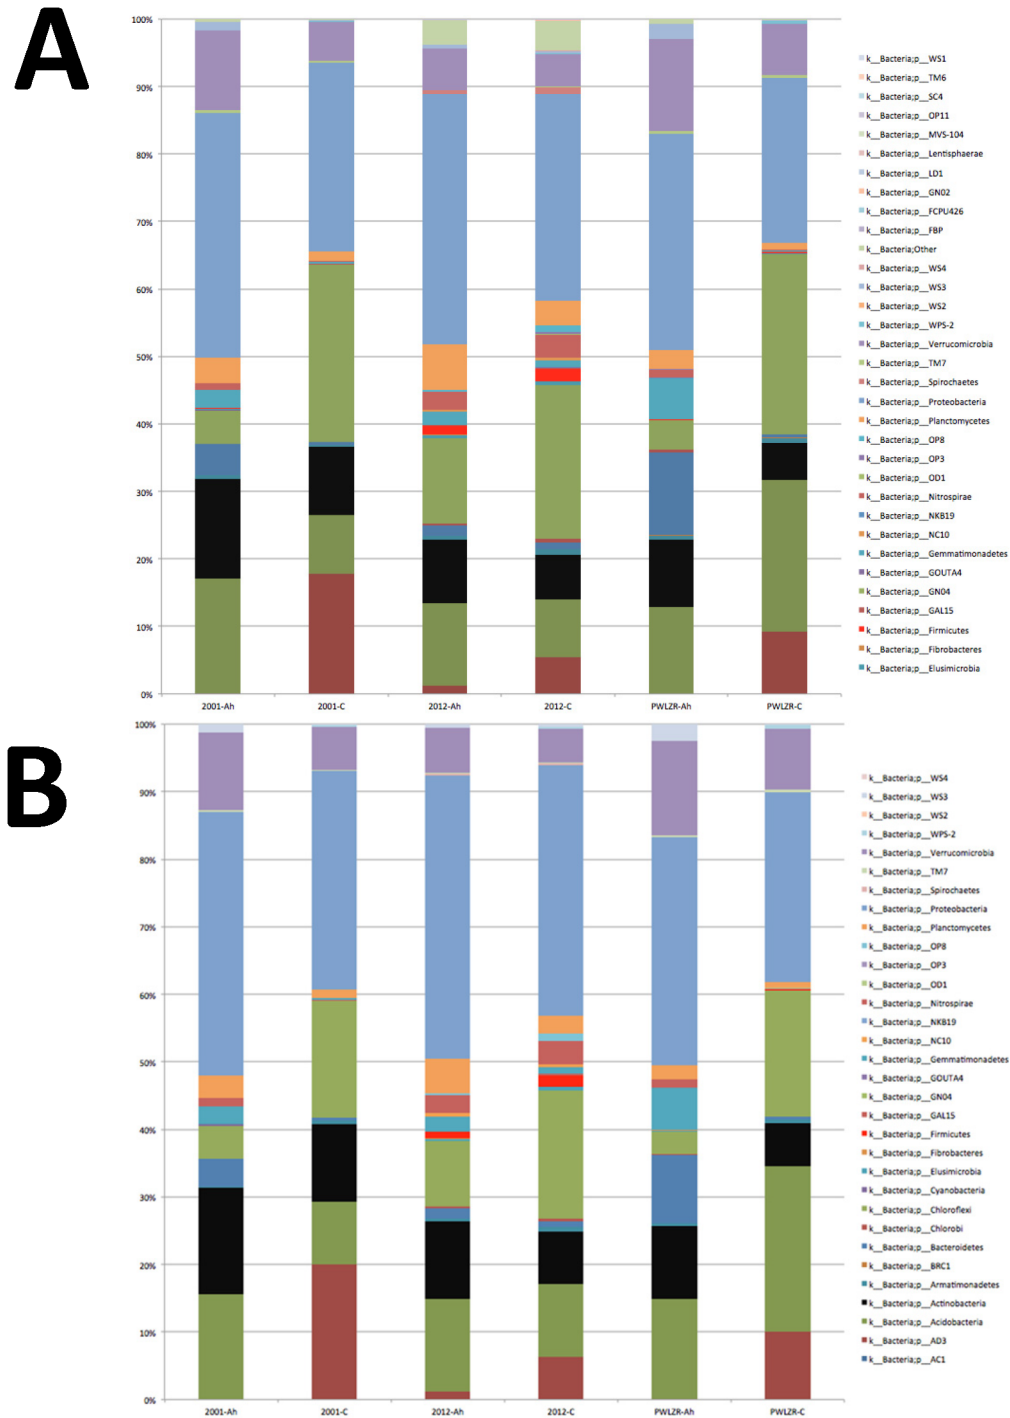 A
100%
90%
80%
70%
60%
50%
40%
30%
20%
10%
0%
2001-Ah 2001-C 2012-Ah 2012-C PWLZR-Ah PWLZR-C
k__Bacteria;p__WS1
k__Bacteria;p__TM6
k__Bacteria;p__SC4
k__Bacteria;p__OP11
k__Bacteria;p__MVS-104
k__Bacteria;p__Lentisphaerae
k__Bacteria;p__LD1
k__Bacteria;p__GN02
k__Bacteria;p__FCPU426
k__Bacteria;p__FBP
k__Bacteria;Other
k__Bacteria;p__WS4
k__Bacteria;p__WS3
k__Bacteria;p__WS2
k__Bacteria;p__WPS-2
k__Bacteria;p__Verrucomicrobia
k__Bacteria;p__TM7
k__Bacteria;p__Spirochaetes
k__Bacteria;p__Proteobacteria
k__Bacteria;p__Planctomycetes
k__Bacteria;p__OP8
k__Bacteria;p__OP3
k__Bacteria;p__OD1
k__Bacteria;p__Nitrospirae
k__Bacteria;p__NKB19
k__Bacteria;p__NC10
k__Bacteria;p__Gemmatimonadetes
k__Bacteria;p__GOUTA4
k__Bacteria;p__GN04
k__Bacteria;p__GAL15
k__Bacteria;p__Firmicutes
k__Bacteria;p__Fibrobacteres
k__Bacteria;p__Elusimicrobia
B
100%
90%
80%
70%
60%
50%
40%
30%
20%
10%
0%
2001-Ah 2001-C 2012-Ah 2012-C PWLZR-Ah PWLZR-C
k__Bacteria;p__WS4
k__Bacteria;p__WS3
k__Bacteria;p__WS2
k__Bacteria;p__WPS-2
k__Bacteria;p__Verrucomicrobia
k__Bacteria;p__TM7
k__Bacteria;p__Spirochaetes
k__Bacteria;p__Proteobacteria
k__Bacteria;p__Planctomycetes
k__Bacteria;p__OP8
k__Bacteria;p__OP3
k__Bacteria;p__OD1
k__Bacteria;p__Nitrospirae
k__Bacteria;p__NKB19
k__Bacteria;p__NC10
k__Bacteria;p__Gemmatimonadetes
k__Bacteria;p__GOUTA4
k__Bacteria;p__GN04
k__Bacteria;p__GAL15
k__Bacteria;p__Firmicutes
k__Bacteria;p__Fibrobacteres
k__Bacteria;p__Elusimicrobia
k__Bacteria;p__Cyanobacteria
k__Bacteria;p__Chloroflexi
k__Bacteria;p__Chlorobi
k__Bacteria;p__Bacteroidetes
k__Bacteria;p__BRC1
k__Bacteria;p__Armatimonadetes
k__Bacteria;p__Actinobacteria
k__Bacteria;p__Acidobacteria
k__Bacteria;p__AD3
k__Bacteria;p__AC1